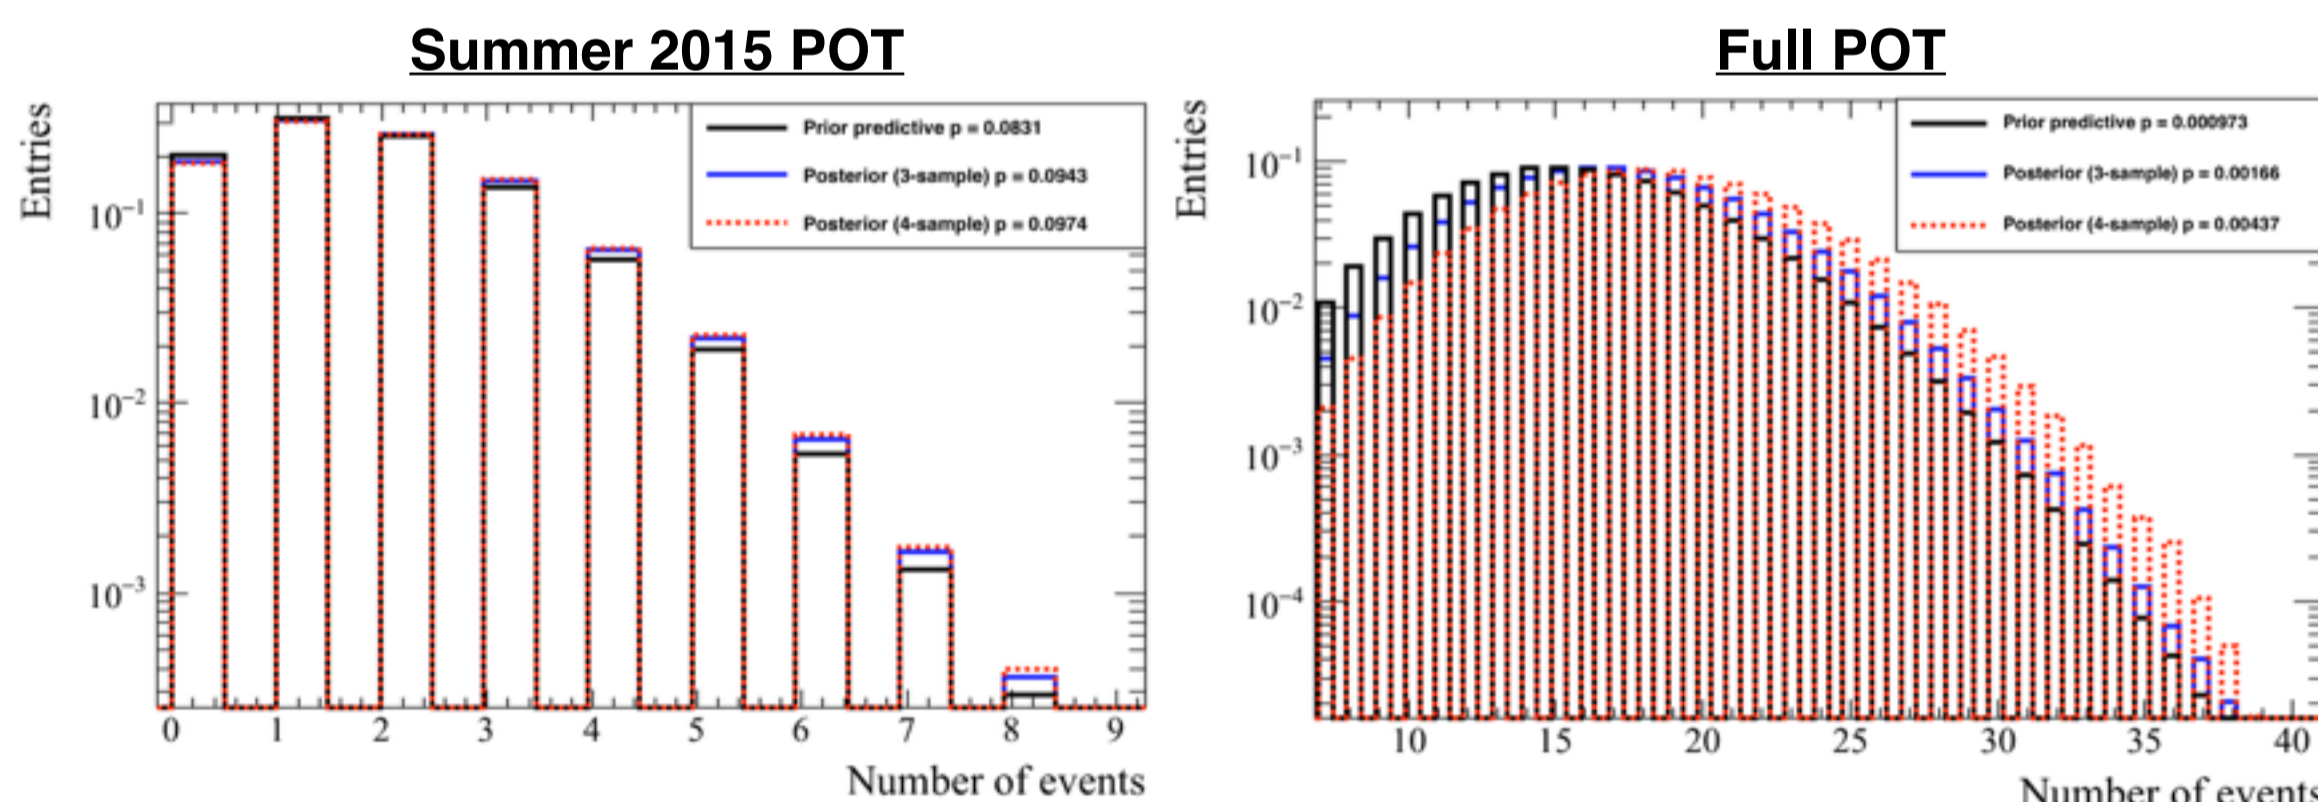 Summer 2015 POT
Entries
Prior predictive p = 0.0831
Posterior (3-sample) p = 0.0943
Posterior (4-sample) p = 0.0974
10⁻¹
10⁻²
10⁻³
0 1 2 3 4 5 6 7 8 9
Number of events
Full POT
Entries
Prior predictive p = 0.000973
Posterior (3-sample) p = 0.00166
Posterior (4-sample) p = 0.00437
10⁻¹
10⁻²
10⁻³
10⁻⁴
10 15 20 25 30 35 40
Number of events